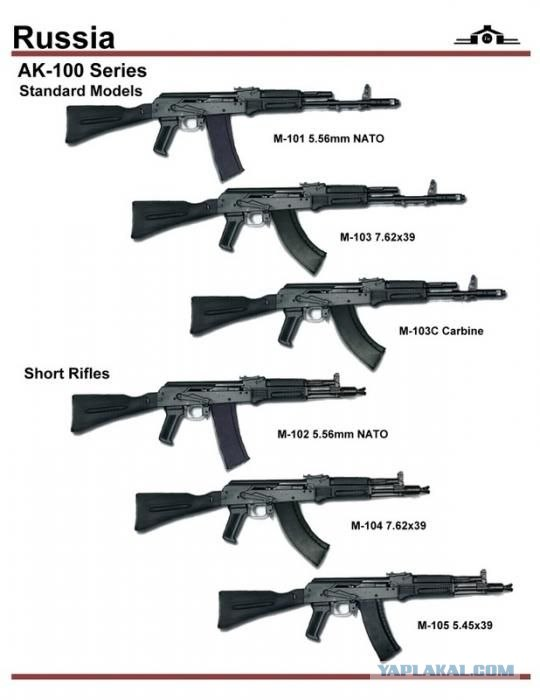 Russia
AK-100 Series
Standard Models
M-101 5.56mm NATO
M-103 7.62x39
M-103C Carbine
Short Rifles
M-102 5.56mm NATO
M-104 7.62x39
M-105 5.45x39
YAPLAKAL.COM